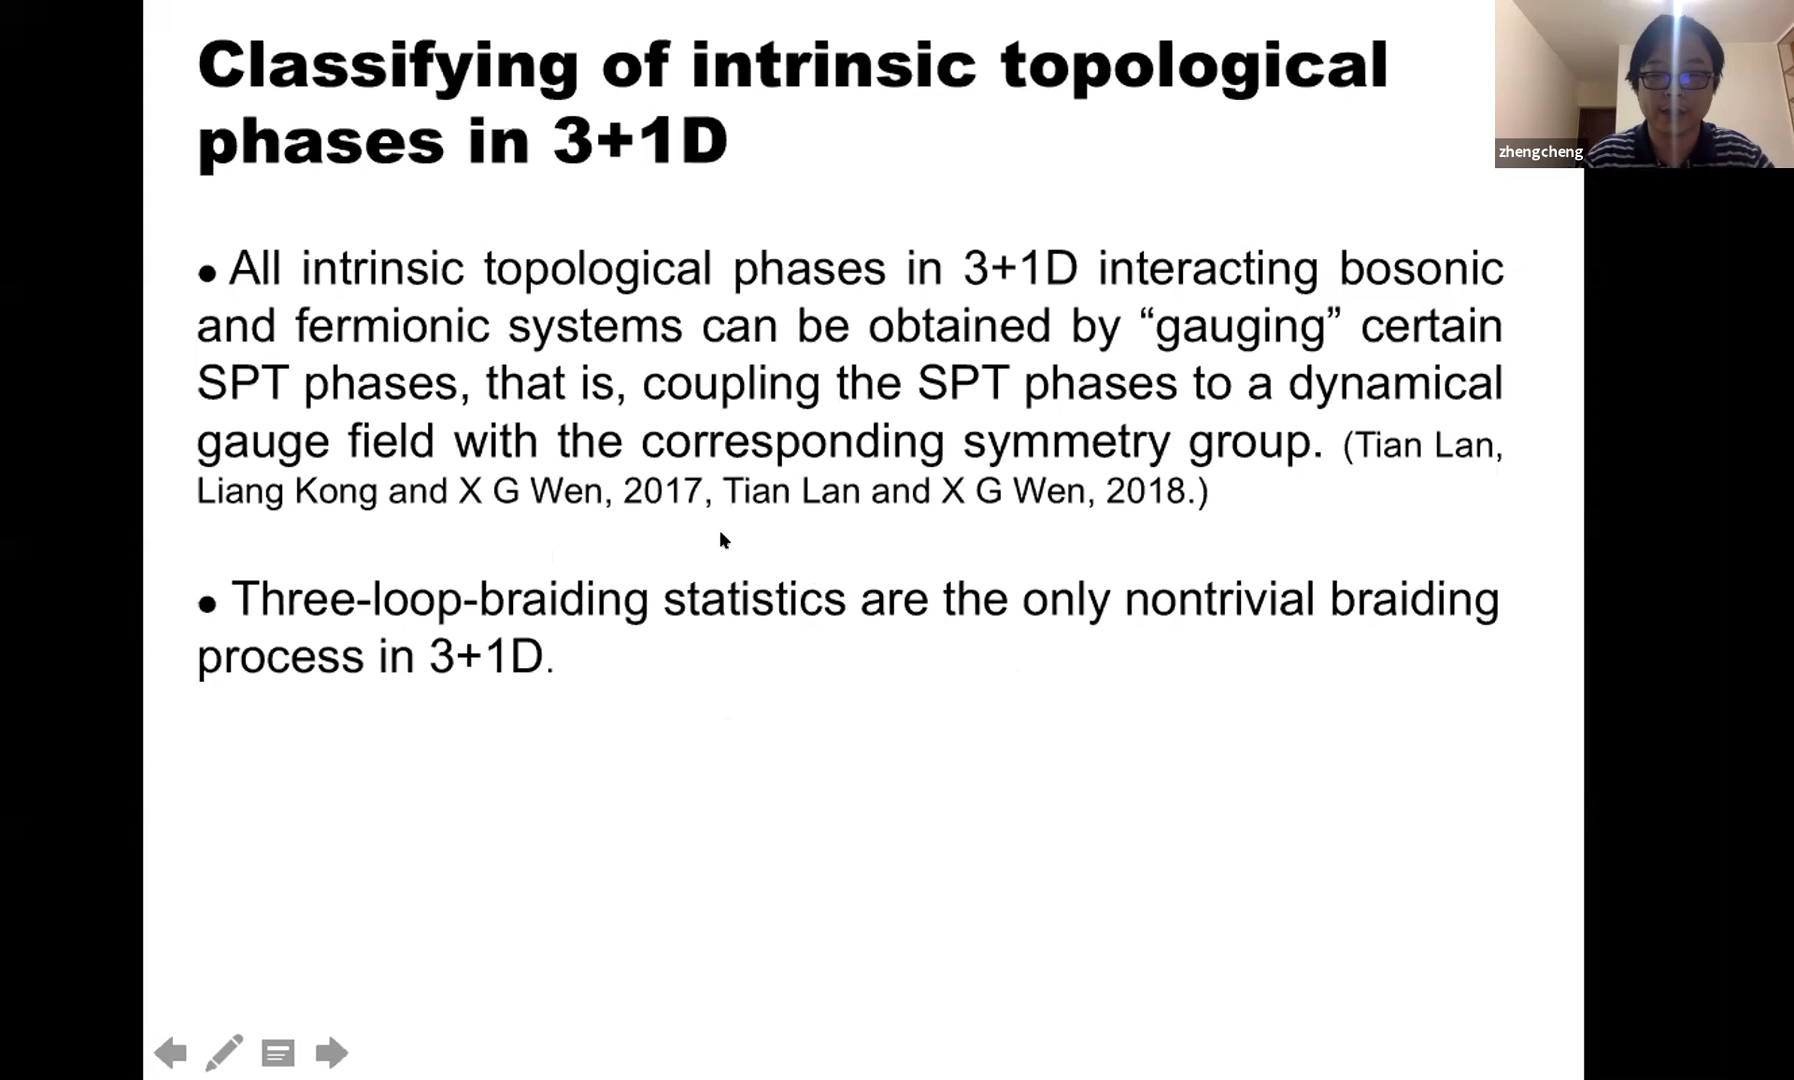 Classifying of intrinsic topological
phases in 3+1D
zhengcheng
● All intrinsic topological phases in 3+1D interacting bosonic
and fermionic systems can be obtained by “gauging” certain
SPT phases, that is, coupling the SPT phases to a dynamical
gauge field with the corresponding symmetry group. (Tian Lan,
Liang Kong and X G Wen, 2017, Tian Lan and X G Wen, 2018.)
● Three-loop-braiding statistics are the only nontrivial braiding
process in 3+1D.